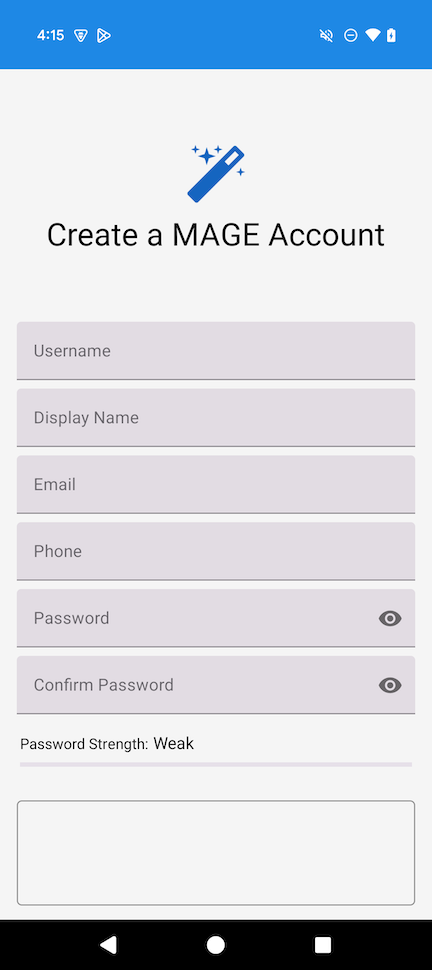 4:15
Create a MAGE Account
Username
Display Name
Email
Phone
Password
Confirm Password
Password Strength: Weak